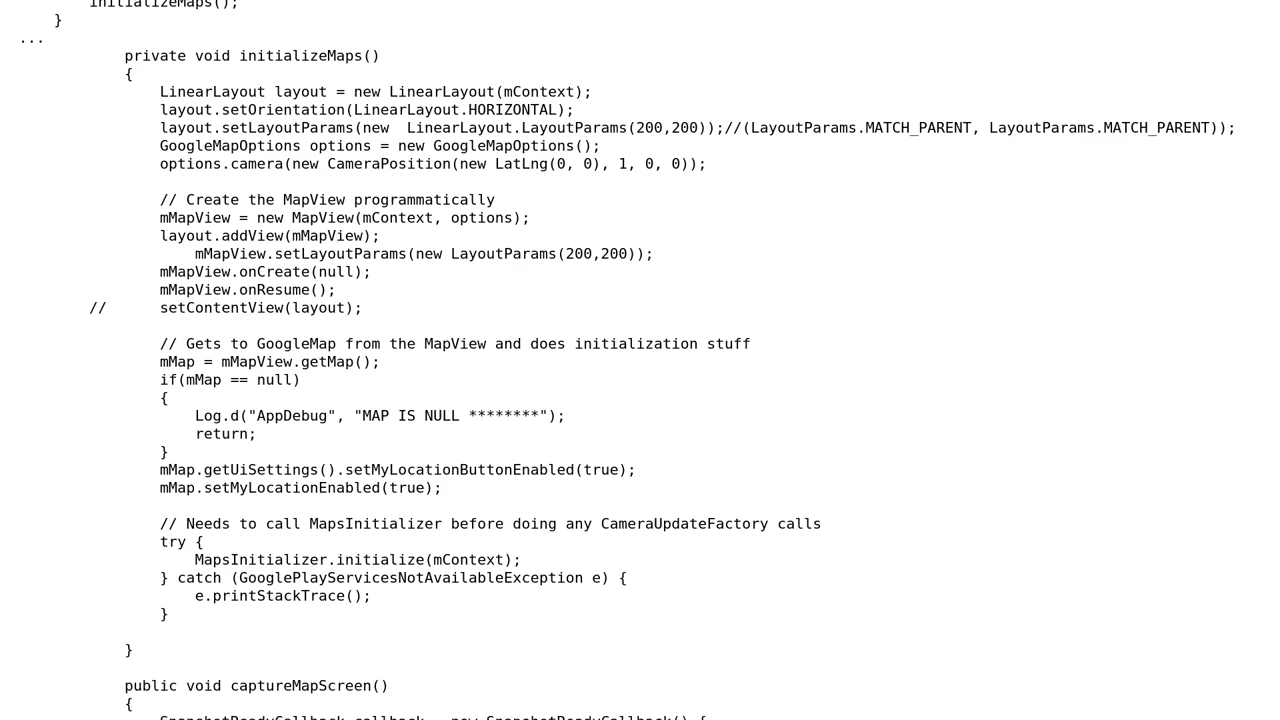 initializeMaps();
    }
...
            private void initializeMaps()
            {
                LinearLayout layout = new LinearLayout(mContext);
                layout.setOrientation(LinearLayout.HORIZONTAL);
                layout.setLayoutParams(new  LinearLayout.LayoutParams(200,200));//(LayoutParams.MATCH_PARENT, LayoutParams.MATCH_PARENT));
                GoogleMapOptions options = new GoogleMapOptions();
                options.camera(new CameraPosition(new LatLng(0, 0), 1, 0, 0));

                // Create the MapView programmatically
                mMapView = new MapView(mContext, options);
                layout.addView(mMapView);
                    mMapView.setLayoutParams(new LayoutParams(200,200));
                mMapView.onCreate(null);
                mMapView.onResume();
        //      setContentView(layout);

                // Gets to GoogleMap from the MapView and does initialization stuff
                mMap = mMapView.getMap();
                if(mMap == null)
                {
                    Log.d("AppDebug", "MAP IS NULL ********");
                    return;
                }
                mMap.getUiSettings().setMyLocationButtonEnabled(true);
                mMap.setMyLocationEnabled(true);

                // Needs to call MapsInitializer before doing any CameraUpdateFactory calls
                try {
                    MapsInitializer.initialize(mContext);
                } catch (GooglePlayServicesNotAvailableException e) {
                    e.printStackTrace();
                }

            }

            public void captureMapScreen()
            {
                SnapshotReadyCallback callback = new SnapshotReadyCallback() {